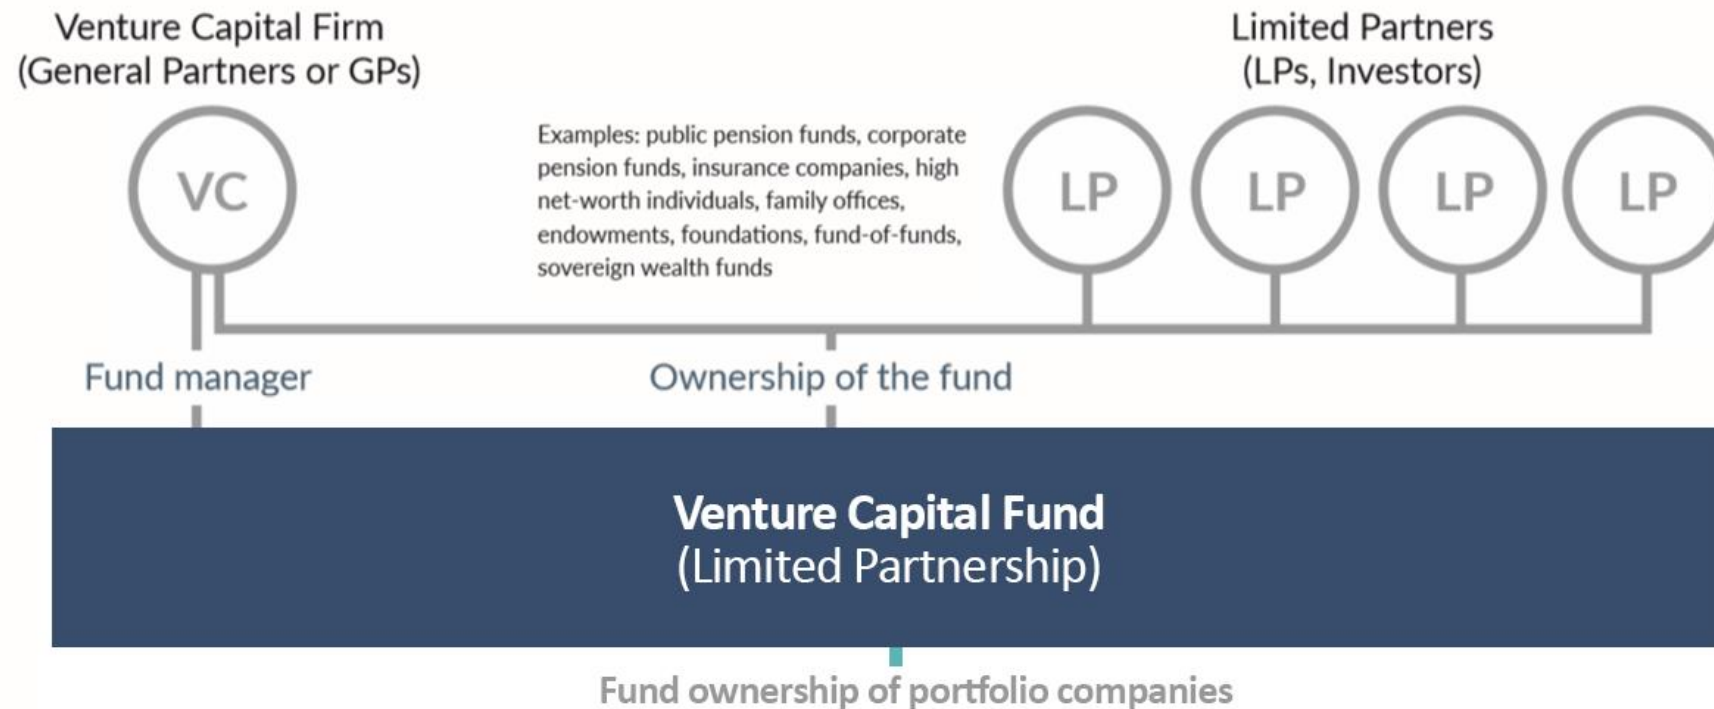 Venture Capital Firm
(General Partners or GPs)
Limited Partners
(LPs, Investors)
VC
Examples: public pension funds, corporate
pension funds, insurance companies, high
net-worth individuals, family offices,
endowments, foundations, fund-of-funds,
sovereign wealth funds
LP
LP
LP
LP
Fund manager
Ownership of the fund
Venture Capital Fund
(Limited Partnership)
Fund ownership of portfolio companies